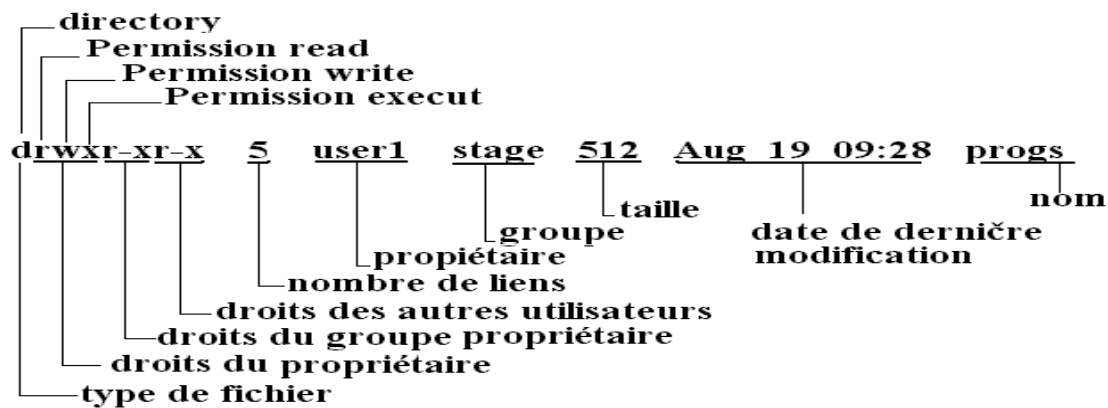 directory
Permission read
Permission write
Permission execut
drwxr-xr-x 5 user1 stage 512 Aug 19 09:28 progs
nom
taille
groupe
date de derničre
modification
propiétaire
nombre de liens
droits des autres utilisateurs
droits du groupe propriétaire
droits du propriétaire
type de fichier